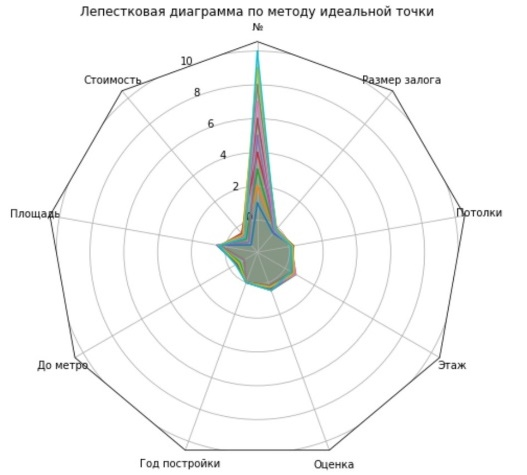 Лепестковая диаграмма по методу идеальной точки
№
Стоимость
10
Размер залога
8
6
4
2
0
Площадь
Потолки
До метро
Этаж
Год постройки
Оценка